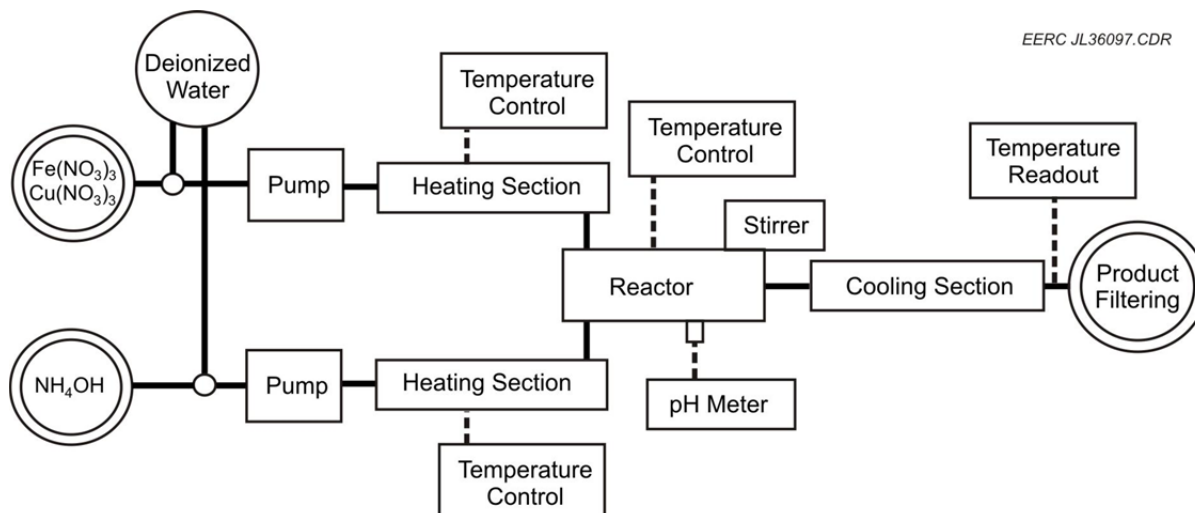 EERC JL36097.CDR
Deionized
Water
Temperature
Control
Temperature
Control
Temperature
Readout
Fe(NO₃)₃
Cu(NO₃)₃
Pump
Heating Section
Stirrer
Reactor
Cooling Section
Product
Filtering
NH₄OH
Pump
Heating Section
pH Meter
Temperature
Control